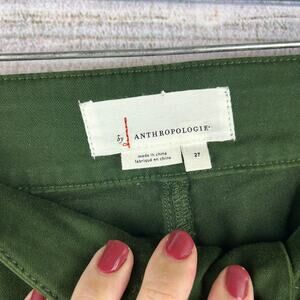 by ANTHROPOLOGIE
made in china
fabriqué en chine
27